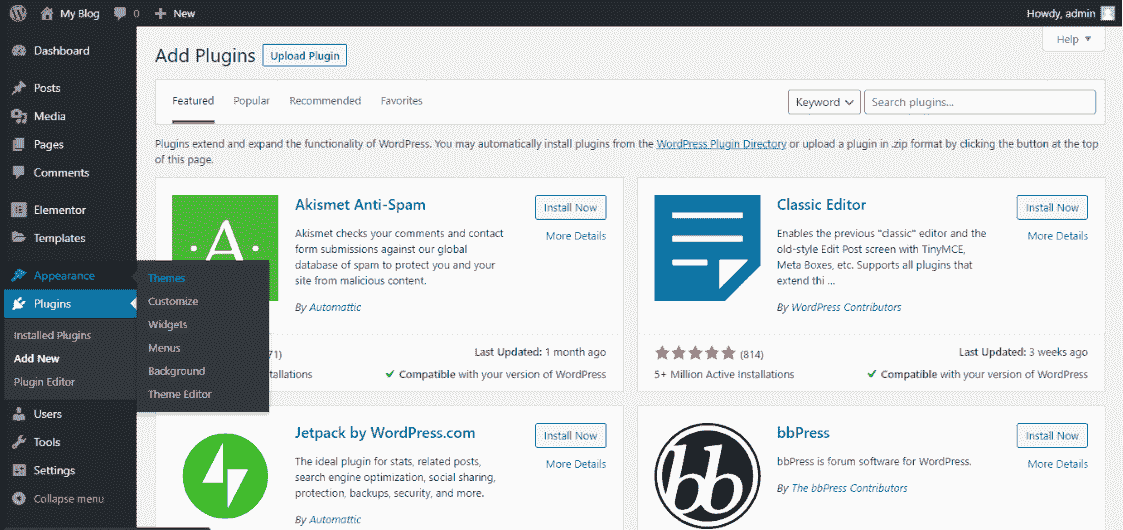 My Blog 0 New Howdy, admin
Help
Dashboard
Posts
Media
Pages
Comments
Elementor
Templates
Appearance
Plugins
Installed Plugins
Add New
Plugin Editor
Users
Tools
Settings
Collapse menu
Themes
Customize
Widgets
Menus
Background
Theme Editor
Add Plugins Upload Plugin
Featured Popular Recommended Favorites Keyword Search plugins...
Plugins extend and expand the functionality of WordPress. You may automatically install plugins from the WordPress Plugin Directory or upload a plugin in .zip format by clicking the button at the top
of this page.
A
Akismet Anti-Spam
Install Now
More Details
Akismet checks your comments and contact
form submissions against our global
database of spam to protect you and your
site from malicious content.
By Automattic
71)
Last Updated: 1 month ago
stallations
Compatible with your version of WordPress
Classic Editor
Install Now
More Details
Enables the previous "classic" editor and the
old-style Edit Post screen with TinyMCE,
Meta Boxes, etc. Supports all plugins that
extend thi ...
By WordPress Contributors
(814)
Last Updated: 3 weeks ago
5+ Million Active Installations
Compatible with your version of WordPress
Jetpack by WordPress.com
Install Now
More Details
The ideal plugin for stats, related posts,
search engine optimization, social sharing,
protection, backups, security, and more.
By Automattic
bb
bbPress
Install Now
More Details
bbPress is forum software for WordPress.
By The bbPress Contributors